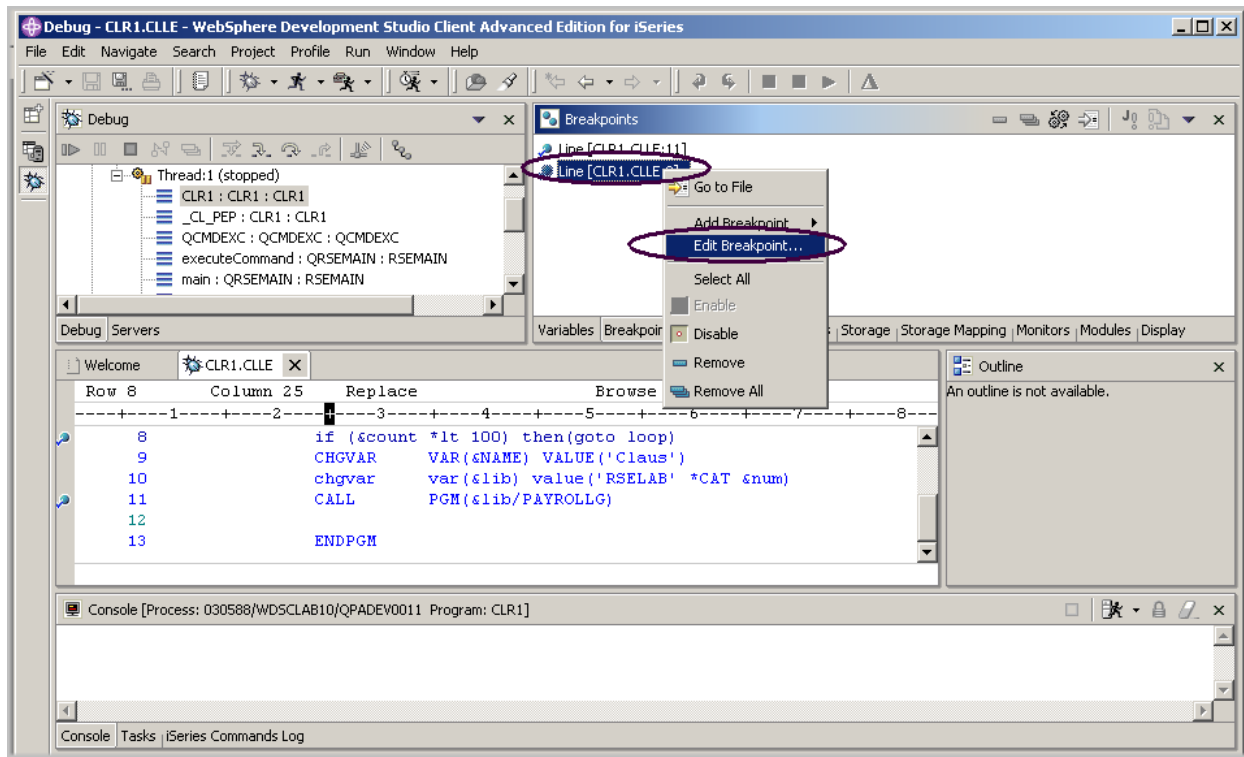 Debug - CLR1.CLLE - WebSphere Development Studio Client Advanced Edition for iSeries
File Edit Navigate Search Project Profile Run Window Help
Debug
Thread:1 (stopped)
CLR1 : CLR1 : CLR1
_CL_PEP : CLR1 : CLR1
QCMDEXC : QCMDEXC : QCMDEXC
executeCommand : QRSEMAIN : RSEMAIN
main : QRSEMAIN : RSEMAIN
Debug Servers
Breakpoints
Line [CLR1.CLLE:11]
Line [CLR1.CLLE
Go to File
Add Breakpoint
Edit Breakpoint...
Select All
Enable
Disable
Remove
Remove All
Variables Breakpoin Storage Storage Mapping Monitors Modules Display
Welcome CLR1.CLLE
Row 8 Column 25 Replace Browse
----+----1----+----2----+----3----+----4----+----5----+----6----+----7----+----8---
8 if (&count *lt 100) then(goto loop)
9 CHGVAR VAR(&NAME) VALUE('Claus')
10 chgvar var(&lib) value('RSELAB' *CAT &num)
11 CALL PGM(&lib/PAYROLLG)
12
13 ENDPGM
Outline
An outline is not available.
Console [Process: 030588/WDSCLAB10/QPADEV0011 Program: CLR1]
Console Tasks iSeries Commands Log